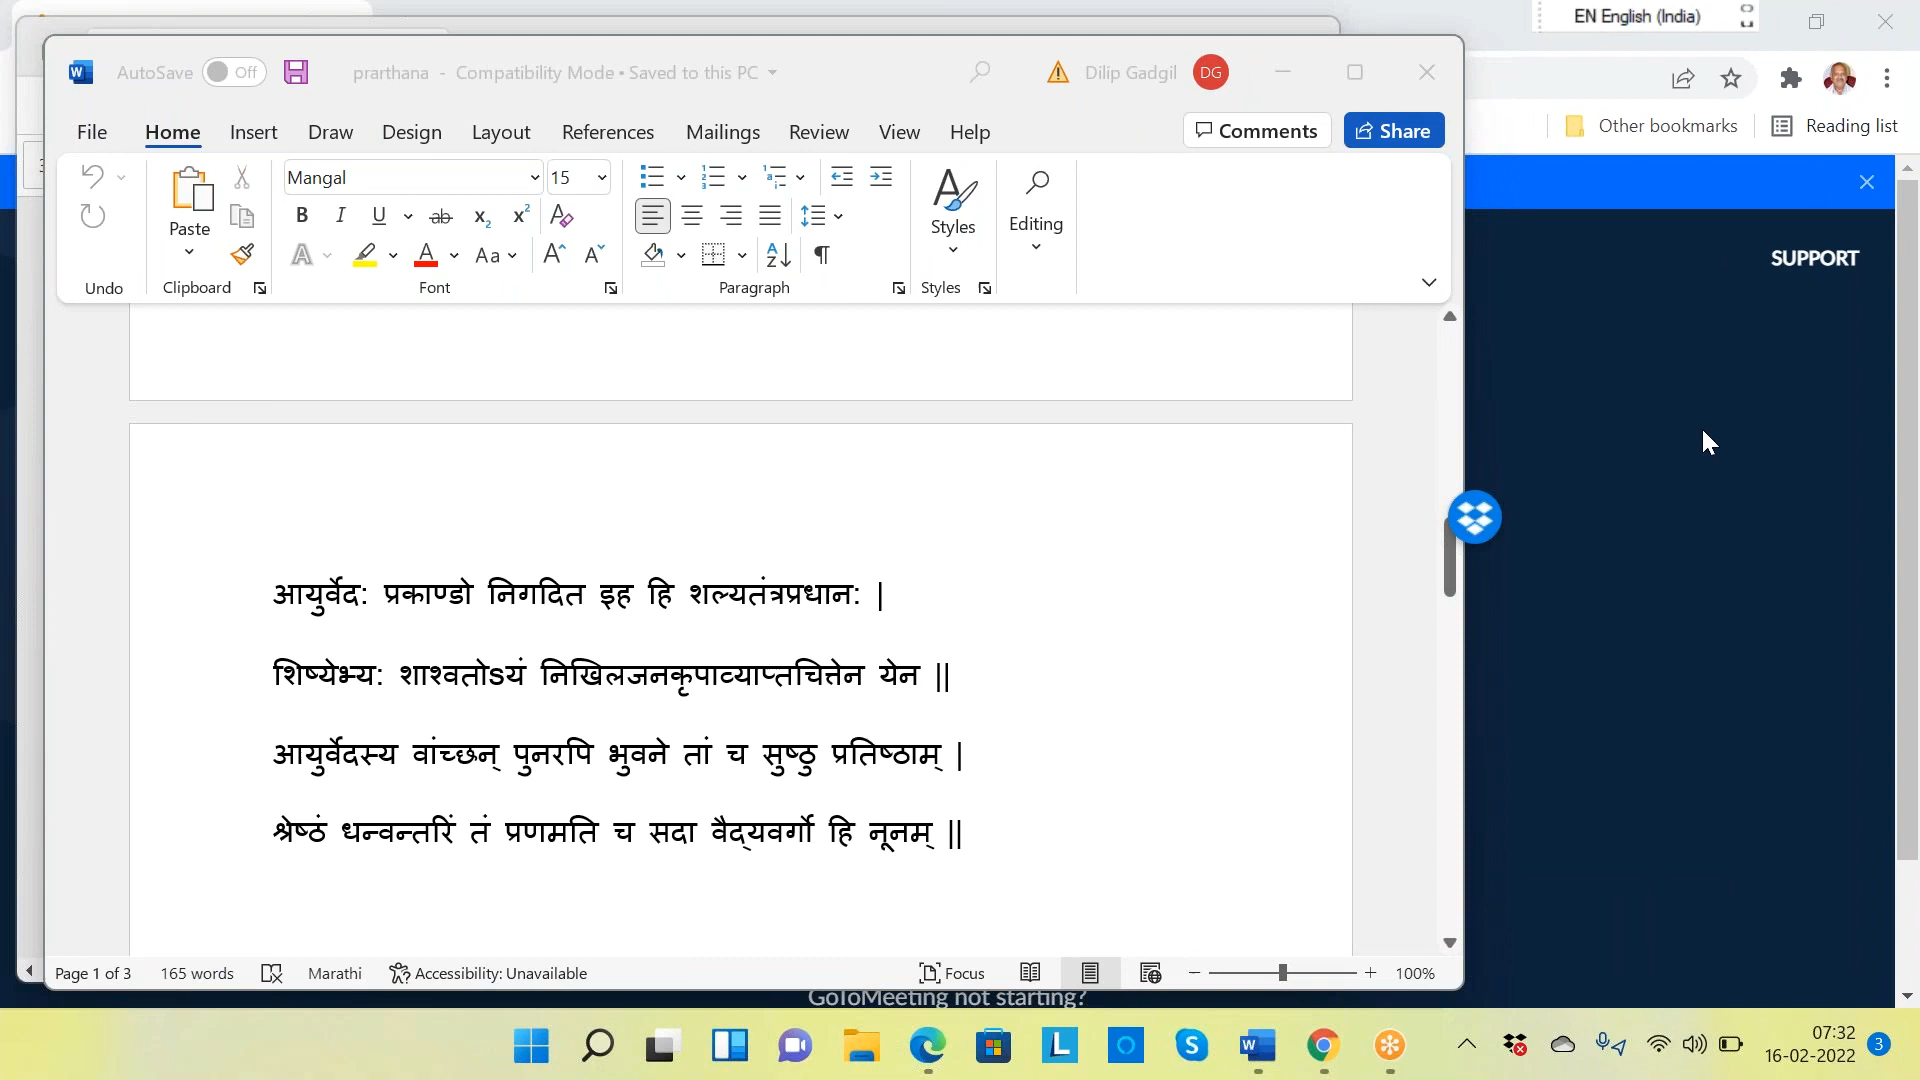 EN English (India)
AutoSave Off prarthana - Compatibility Mode • Saved to this PC Dilip Gadgil DG
File Home Insert Draw Design Layout References Mailings Review View Help Comments Share
Other bookmarks Reading list
Mangal 15
Paste Styles Editing
Undo Clipboard Font Paragraph Styles
SUPPORT
आयुर्वेद: प्रकाण्डो निगदित इह हि शल्यतंत्रप्रधान: |
शिष्येभ्य: शाश्वतोsयं निखिलजनकृपाव्याप्तचित्तेन येन ||
आयुर्वेदस्य वांच्छन् पुनरपि भुवने तां च सुष्ठु प्रतिष्ठाम् |
श्रेष्ठं धन्वन्तरिं तं प्रणमति च सदा वैद्यवर्गो हि नूनम् ||
Page 1 of 3 165 words Marathi Accessibility: Unavailable Focus 100%
GoToMeeting not starting?
07:32
16-02-2022 3